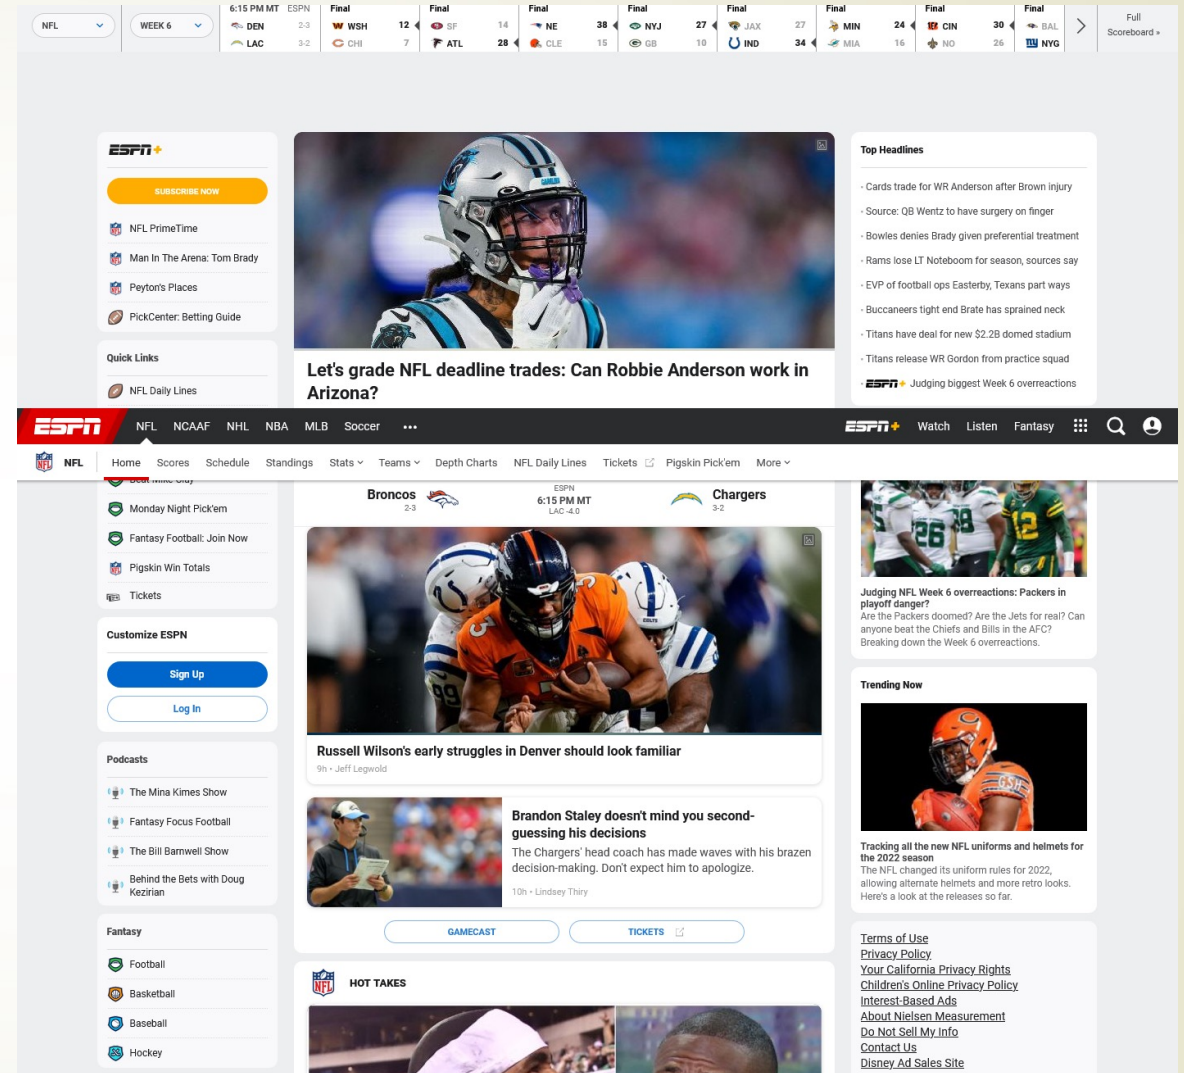 NFL
WEEK 6
6:15 PM MT ESPN
DEN 2-3
LAC 3-2
Final
WSH 12
CHI 7
Final
SF 14
ATL 28
Final
NE 38
CLE 15
Final
NYJ 27
GB 10
Final
JAX 27
IND 34
Final
MIN 24
MIA 16
Final
CIN 30
NO 26
Final
BAL
NYG
Full
Scoreboard »
ESPN+
SUBSCRIBE NOW
NFL PrimeTime
Man In The Arena: Tom Brady
Peyton's Places
PickCenter: Betting Guide
Quick Links
NFL Daily Lines
Let's grade NFL deadline trades: Can Robbie Anderson work in
Arizona?
Top Headlines
· Cards trade for WR Anderson after Brown injury
· Source: QB Wentz to have surgery on finger
· Bowles denies Brady given preferential treatment
· Rams lose LT Noteboom for season, sources say
· EVP of football ops Easterby, Texans part ways
· Buccaneers tight end Brate has sprained neck
· Titans have deal for new $2.2B domed stadium
· Titans release WR Gordon from practice squad
· ESPN+ Judging biggest Week 6 overreactions
ESPN NFL NCAAF NHL NBA MLB Soccer ••• ESPN+ Watch Listen Fantasy
NFL Home Scores Schedule Standings Stats Teams Depth Charts NFL Daily Lines Tickets Pigskin Pick'em More
Beat Mike Clay
Monday Night Pick'em
Fantasy Football: Join Now
Pigskin Win Totals
Tickets
Customize ESPN
Sign Up
Log In
Podcasts
The Mina Kimes Show
Fantasy Focus Football
The Bill Barnwell Show
Behind the Bets with Doug
Kezirian
Fantasy
Football
Basketball
Baseball
Hockey
Broncos
2-3
ESPN
6:15 PM MT
LAC -4.0
Chargers
3-2
Russell Wilson's early struggles in Denver should look familiar
9h • Jeff Legwold
Brandon Staley doesn't mind you second-
guessing his decisions
The Chargers' head coach has made waves with his brazen
decision-making. Don't expect him to apologize.
10h • Lindsey Thiry
GAMECAST
TICKETS
HOT TAKES
Judging NFL Week 6 overreactions: Packers in
playoff danger?
Are the Packers doomed? Are the Jets for real? Can
anyone beat the Chiefs and Bills in the AFC?
Breaking down the Week 6 overreactions.
Trending Now
Tracking all the new NFL uniforms and helmets for
the 2022 season
The NFL changed its uniform rules for 2022,
allowing alternate helmets and more retro looks.
Here's a look at the releases so far.
Terms of Use
Privacy Policy
Your California Privacy Rights
Children's Online Privacy Policy
Interest-Based Ads
About Nielsen Measurement
Do Not Sell My Info
Contact Us
Disney Ad Sales Site